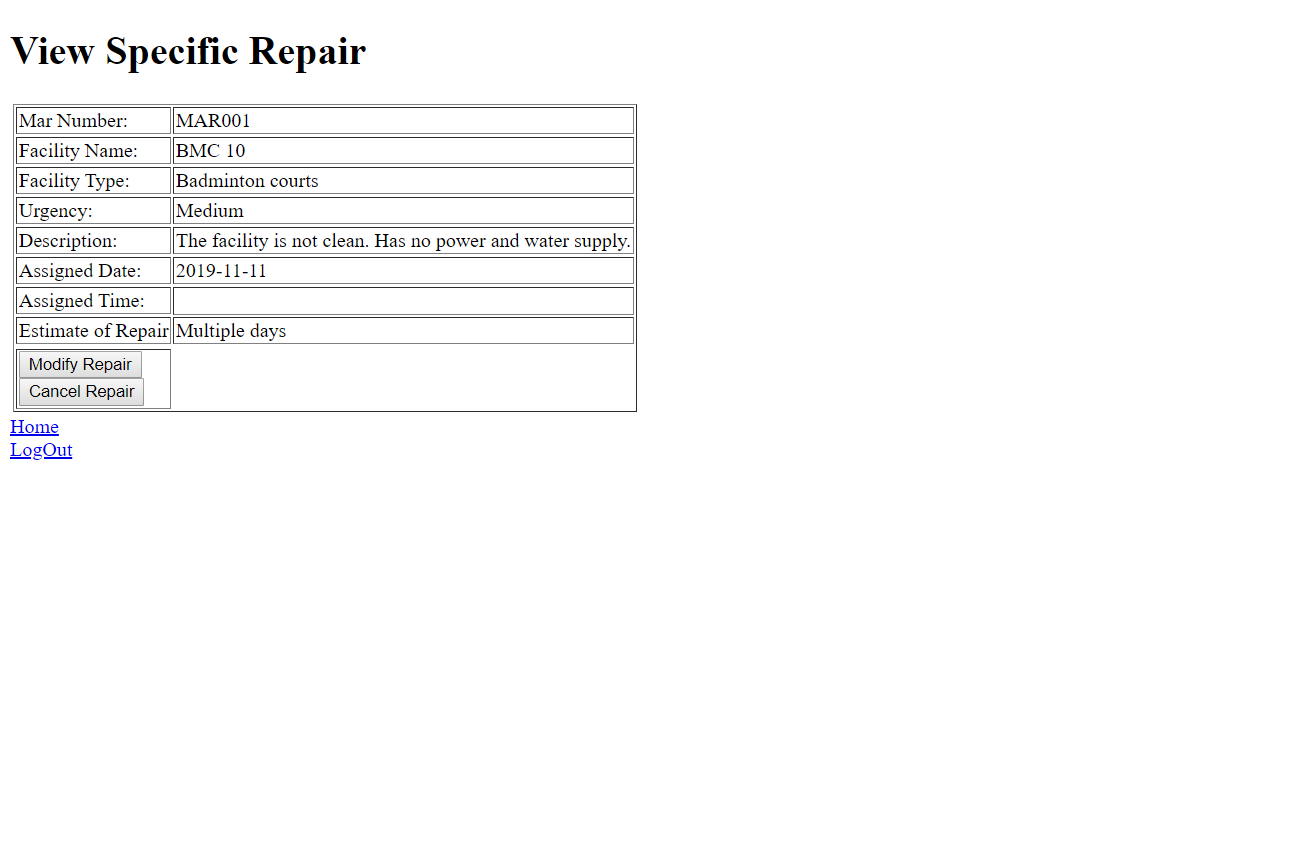 View Specific Repair
Mar Number: MAR001
Facility Name: BMC 10
Facility Type: Badminton courts
Urgency: Medium
Description: The facility is not clean. Has no power and water supply.
Assigned Date: 2019-11-11
Assigned Time:
Estimate of Repair Multiple days
Modify Repair
Cancel Repair
Home
LogOut